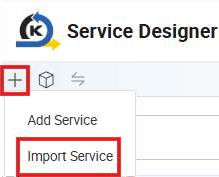 K
Service Designer
Add Service
Import Service